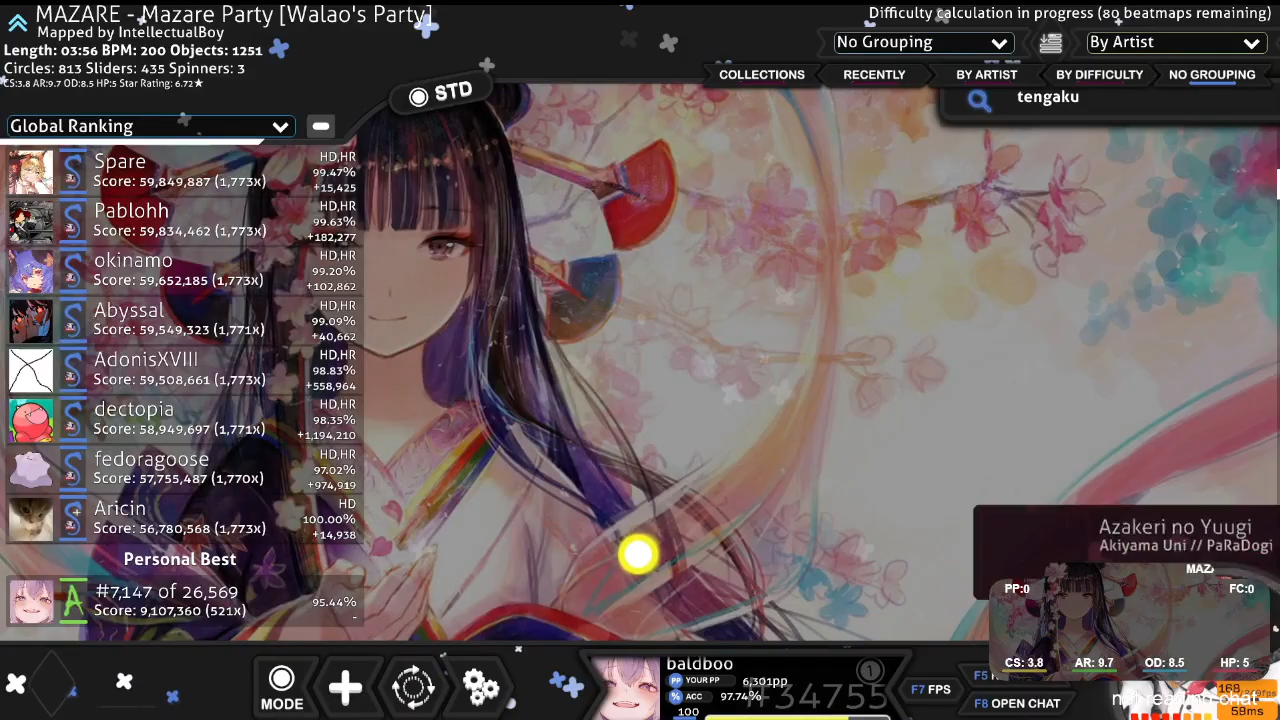 MAZARE - Mazare Party [Walao's Party]
Mapped by IntellectualBoy
Length: 03:56 BPM: 200 Objects: 1251
Circles: 813 Sliders: 435 Spinners: 3
CS:3.8 AR:9.7 OD:8.5 HP:5 Star Rating: 6.72★
Difficulty calculation in progress (80 beatmaps remaining)
No Grouping
By Artist
COLLECTIONS
RECENTLY
BY ARTIST
BY DIFFICULTY
NO GROUPING
tengaku
STD
Global Ranking
Spare
Score: 59,849,887 (1,773x)
HD,HR
99.47%
+15,425
Pablohh
Score: 59,834,462 (1,773x)
HD,HR
99.63%
+182,277
okinamo
Score: 59,652,185 (1,773x)
HD,HR
99.20%
+102,862
Abyssal
Score: 59,549,323 (1,771x)
HD,HR
99.09%
+40,662
AdonisXVIII
Score: 59,508,661 (1,773x)
HD,HR
98.83%
+558,964
dectopia
Score: 58,949,697 (1,771x)
HD,HR
98.35%
+1,194,210
fedoragoose
Score: 57,755,487 (1,770x)
HD,HR
97.02%
+974,919
Aricin
Score: 56,780,568 (1,773x)
HD
100.00%
+14,938
Personal Best
#7,147 of 26,569
Score: 9,107,360 (521x)
A
95.44%
-
Azakeri no Yuugi
Akiyama Uni // PaRaDogi
MAZ
PP:0
FC:0
CS: 3.8
AR: 9.7
OD: 8.5
HP: 5
MODE
baldboo
PP YOUR PP 6,301pp
% ACC 97.74%
100
#34755
1
F7 FPS
F5
F8 OPEN CHAT
not reading chat
58ms